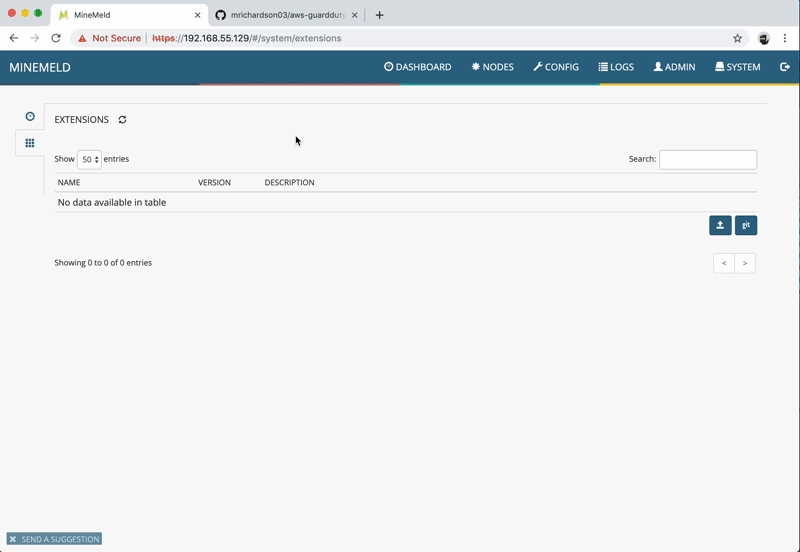 MineMeld
mrichardson03/aws-guarddut
Not Secure | https://192.168.55.129/#/system/extensions
MINEMELD
DASHBOARD NODES CONFIG LOGS ADMIN SYSTEM
EXTENSIONS
Show 50 entries Search:
NAME VERSION DESCRIPTION
No data available in table
git
Showing 0 to 0 of 0 entries < >
SEND A SUGGESTION